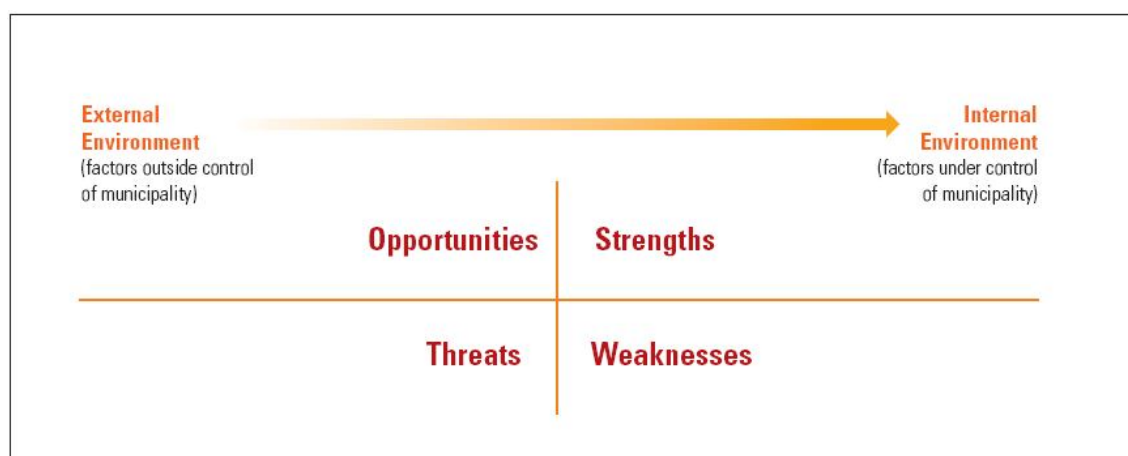 External
Environment
(factors outside control
of municipality)
Internal
Environment
(factors under control
of municipality)
Opportunities
Strengths
Threats
Weaknesses